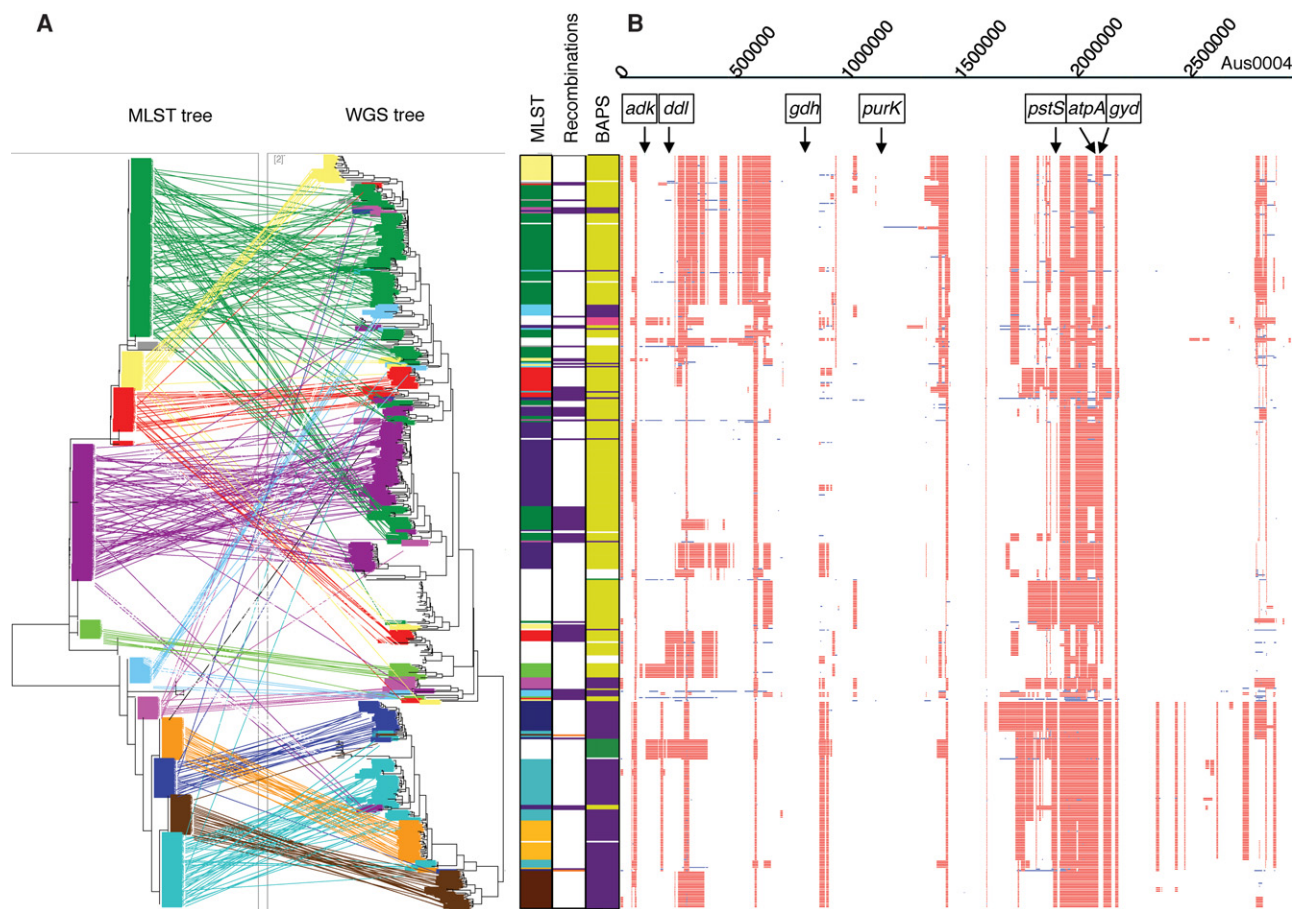 A
B
MLST tree
WGS tree
[2]
MLST
Recombinations
BAPS
0
500000
1000000
1500000
2000000
2500000
Aus0004
adk
ddl
gdh
purK
pstS
atpA
gyd